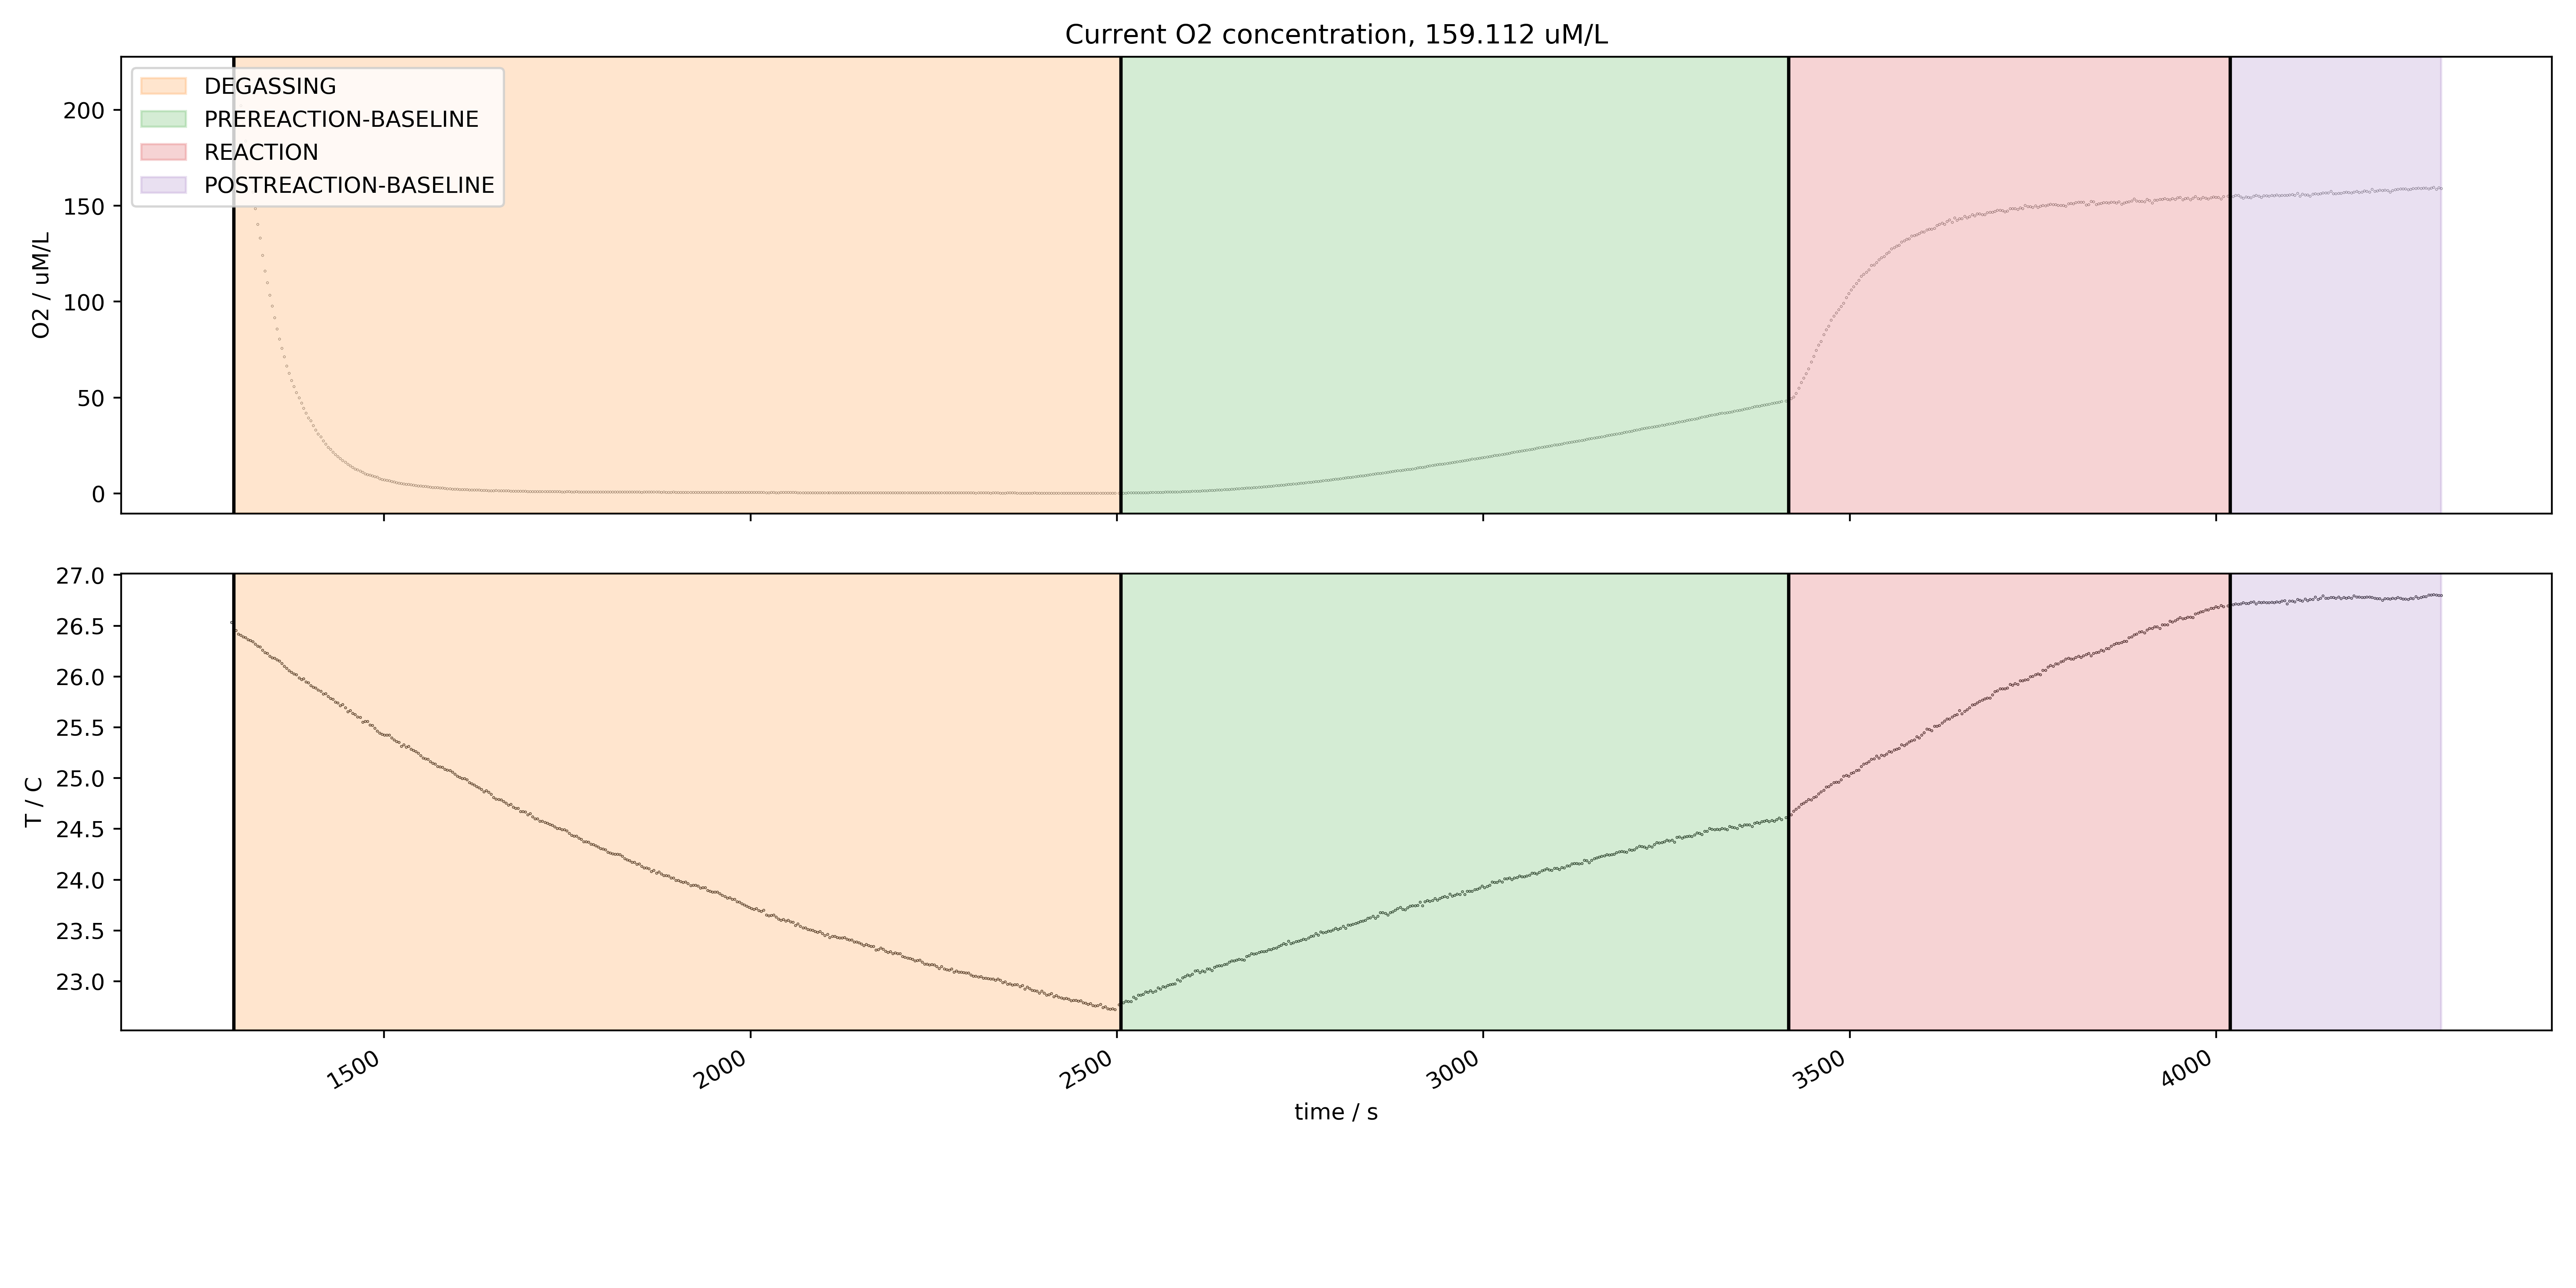 Current O2 concentration, 159.112 uM/L
DEGASSING
PREREACTION-BASELINE
REACTION
POSTREACTION-BASELINE
200
150
100
50
0
O2 / uM/L
27.0
26.5
26.0
25.5
25.0
24.5
24.0
23.5
23.0
T / C
1500
2000
2500
3000
3500
4000
time / s